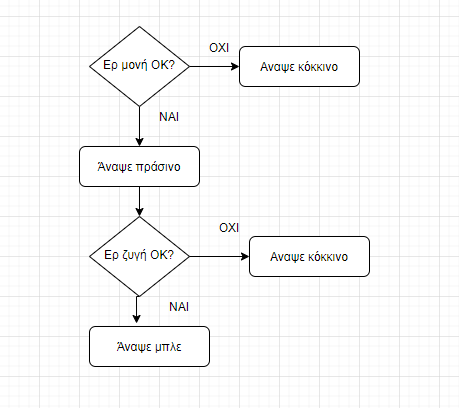 ΟΧΙ
Ερ μονή ΟΚ?
Αναψε κόκκινο
ΝΑΙ
Άναψε πράσινο
ΟΧΙ
Ερ ζυγή ΟΚ?
Αναψε κόκκινο
ΝΑΙ
Άναψε μπλε